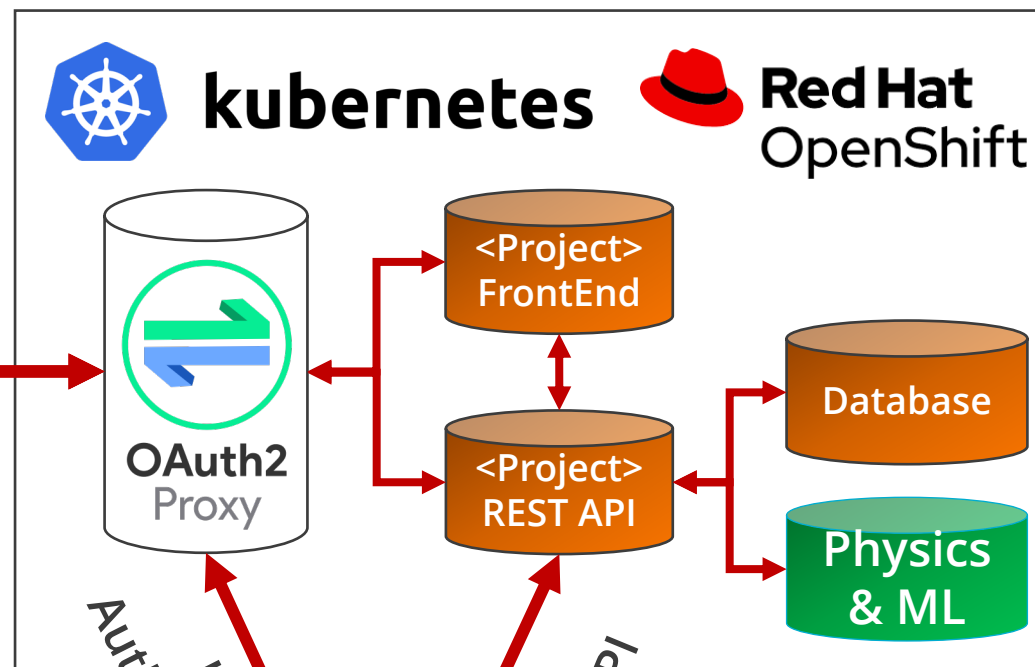 kubernetes
Red Hat
OpenShift
OAuth2
Proxy
<Project>
FrontEnd
<Project>
REST API
Database
Physics
& ML